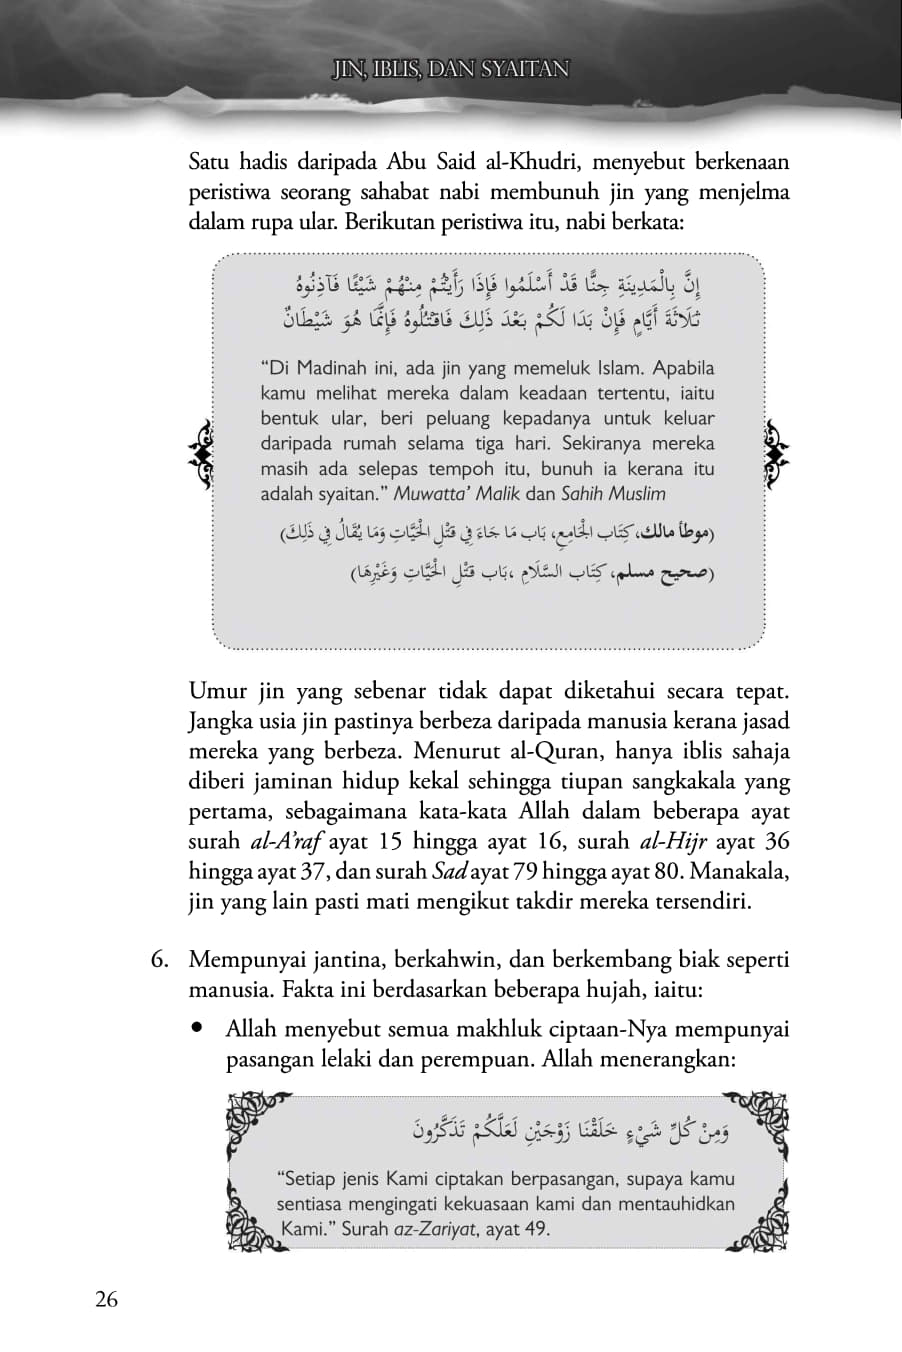 JIN, IBLIS, DAN SYAITAN
Satu hadis daripada Abu Said al-Khudri, menyebut berkenaan
peristiwa seorang sahabat nabi membunuh jin yang menjelma
dalam rupa ular. Berikutan peristiwa itu, nabi berkata:
إِنَّ بِالْمَدِينَةِ جِنًّا قَدْ أَسْلَمُوا فَإِذَا رَأَيْتُمْ مِنْهُمْ شَيْئًا فَآذِنُوهُ
ثَلَاثَةَ أَيَّامٍ فَإِنْ بَدَا لَكُمْ بَعْدَ ذَلِكَ فَاقْتُلُوهُ فَإِنَّمَا هُوَ شَيْطَانٌ
“Di Madinah ini, ada jin yang memeluk Islam. Apabila
kamu melihat mereka dalam keadaan tertentu, iaitu
bentuk ular, beri peluang kepadanya untuk keluar
daripada rumah selama tiga hari. Sekiranya mereka
masih ada selepas tempoh itu, bunuh ia kerana itu
adalah syaitan.” Muwatta’ Malik dan Sahih Muslim
(موطأ مالك، كِتَاب الْجَامِعِ، بَاب مَا جَاءَ فِي قَتْلِ الْحَيَّاتِ وَمَا يُقَالُ فِي ذَلِكَ)
(صحيح مسلم، كِتَاب السَّلَامِ ،بَاب قَتْلِ الْحَيَّاتِ وَغَيْرِهَا)
Umur jin yang sebenar tidak dapat diketahui secara tepat.
Jangka usia jin pastinya berbeza daripada manusia kerana jasad
mereka yang berbeza. Menurut al-Quran, hanya iblis sahaja
diberi jaminan hidup kekal sehingga tiupan sangkakala yang
pertama, sebagaimana kata-kata Allah dalam beberapa ayat
surah al-A’raf ayat 15 hingga ayat 16, surah al-Hijr ayat 36
hingga ayat 37, dan surah Sad ayat 79 hingga ayat 80. Manakala,
jin yang lain pasti mati mengikut takdir mereka tersendiri.
6. Mempunyai jantina, berkahwin, dan berkembang biak seperti
manusia. Fakta ini berdasarkan beberapa hujah, iaitu:
• Allah menyebut semua makhluk ciptaan-Nya mempunyai
pasangan lelaki dan perempuan. Allah menerangkan:
وَمِنْ كُلِّ شَيْءٍ خَلَقْنَا زَوْجَيْنِ لَعَلَّكُمْ تَذَكَّرُونَ
“Setiap jenis Kami ciptakan berpasangan, supaya kamu
sentiasa mengingati kekuasaan kami dan mentauhidkan
Kami.” Surah az-Zariyat, ayat 49.
26